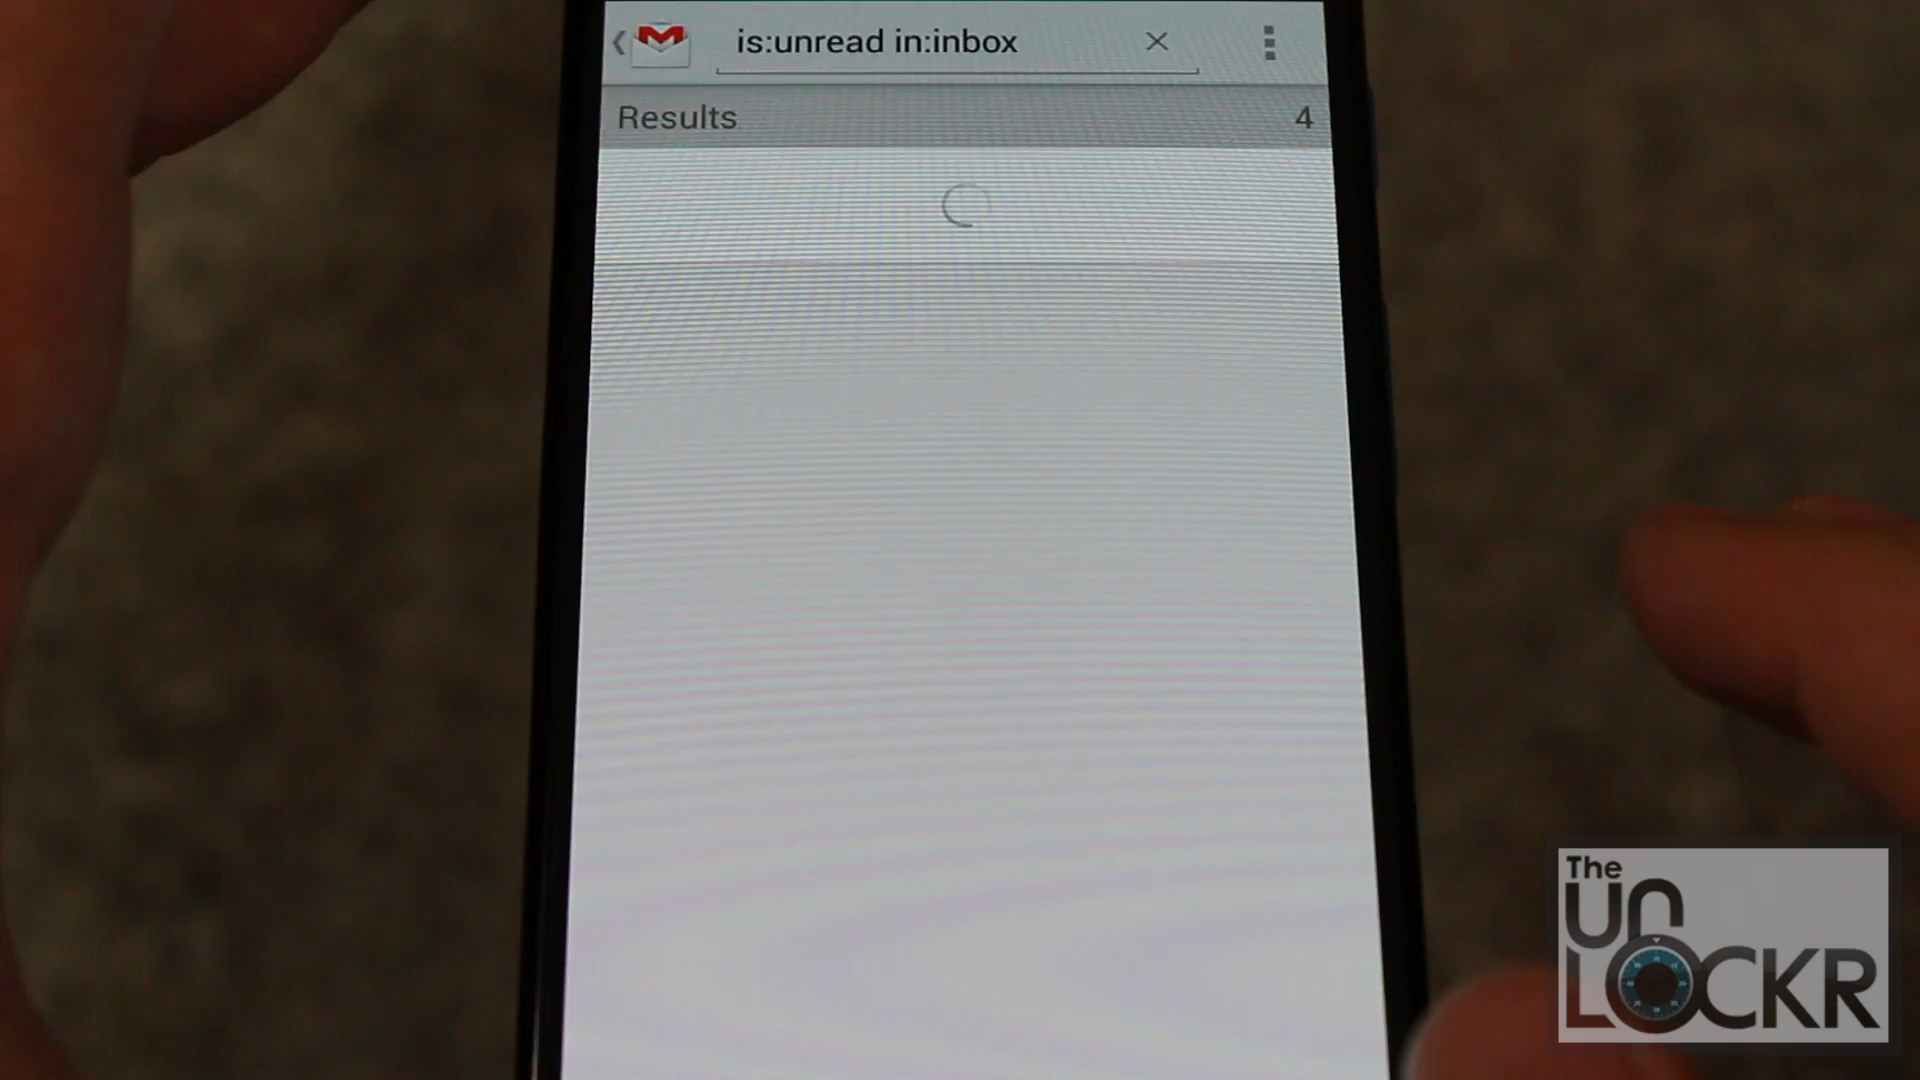 is:unread in:inbox
Results 4
The
UN
LOCKR